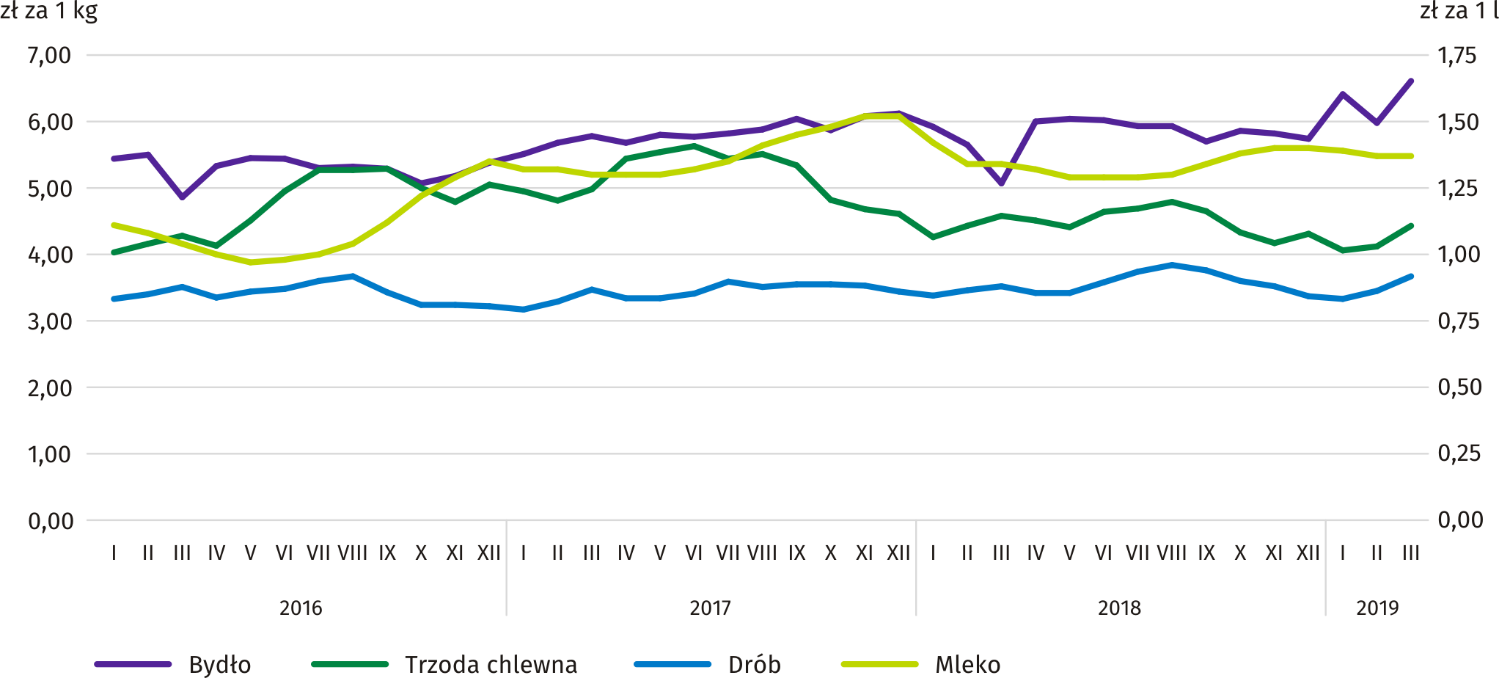 zł za 1 kg zł za 1 l
7,00 1,75
6,00 1,50
5,00 1,25
4,00 1,00
3,00 0,75
2,00 0,50
1,00 0,25
0,00 0,00
I II III IV V VI VII VIII IX X XI XII I II III IV V VI VII VIII IX X XI XII I II III IV V VI VII VIII IX X XI XII I II III
2016 2017 2018 2019
Bydło Trzoda chlewna Drób Mleko